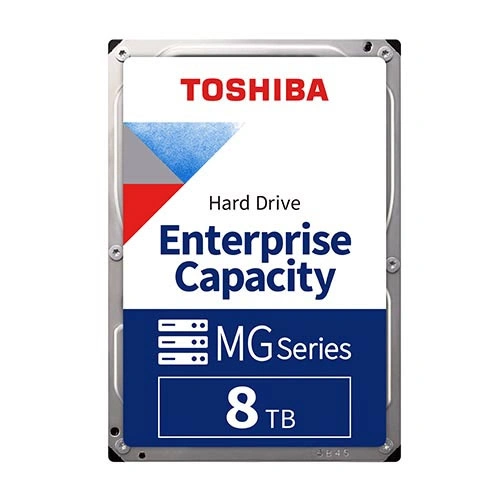 TOSHIBA
Hard Drive
Enterprise
Capacity
MG Series
8 TB